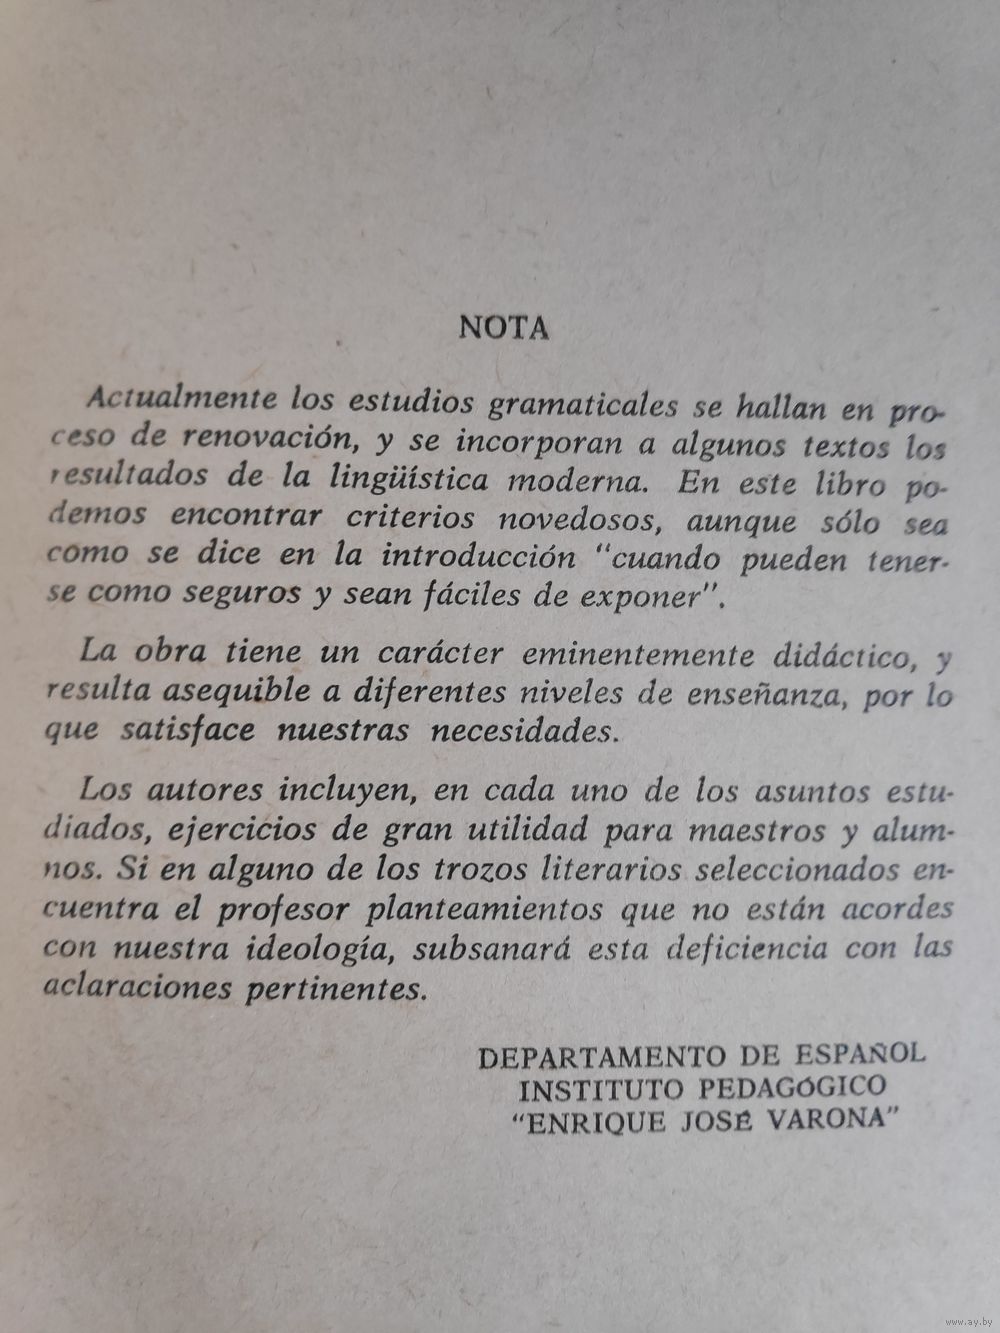 NOTA
Actualmente los estudios gramaticales se hallan en pro-
ceso de renovación, y se incorporan a algunos textos los
resultados de la lingüística moderna. En este libro po-
demos encontrar criterios novedosos, aunque sólo sea
como se dice en la introducción “cuando pueden tener-
se como seguros y sean fáciles de exponer”.
La obra tiene un carácter eminentemente didáctico, y
resulta asequible a diferentes niveles de enseñanza, por lo
que satisface nuestras necesidades.
Los autores incluyen, en cada uno de los asuntos estu-
diados, ejercicios de gran utilidad para maestros y alum-
nos. Si en alguno de los trozos literarios seleccionados en-
cuentra el profesor planteamientos que no están acordes
con nuestra ideología, subsanará esta deficiencia con las
aclaraciones pertinentes.
DEPARTAMENTO DE ESPAÑOL
INSTITUTO PEDAGÓGICO
“ENRIQUE JOSÉ VARONA”
www.ay.by